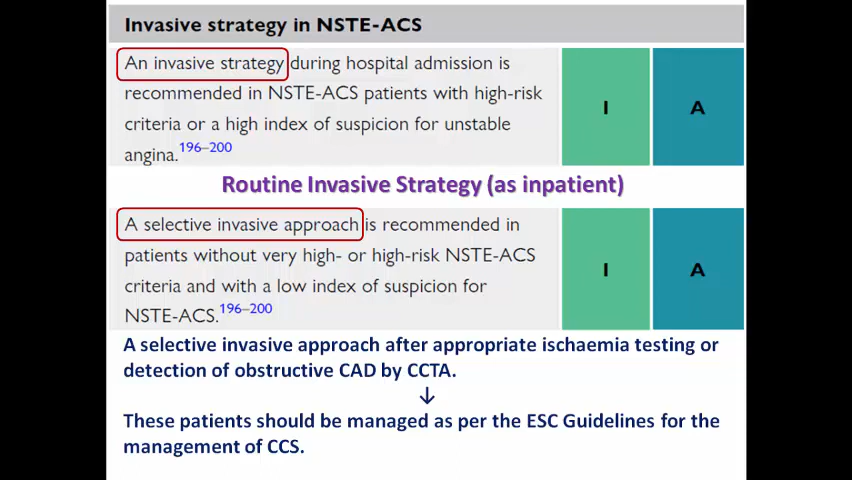 Invasive strategy in NSTE-ACS
An invasive strategy during hospital admission is
recommended in NSTE-ACS patients with high-risk
criteria or a high index of suspicion for unstable
angina.196–200
I
A
Routine Invasive Strategy (as inpatient)
A selective invasive approach is recommended in
patients without very high- or high-risk NSTE-ACS
criteria and with a low index of suspicion for
NSTE-ACS.196–200
I
A
A selective invasive approach after appropriate ischaemia testing or
detection of obstructive CAD by CCTA.
↓
These patients should be managed as per the ESC Guidelines for the
management of CCS.